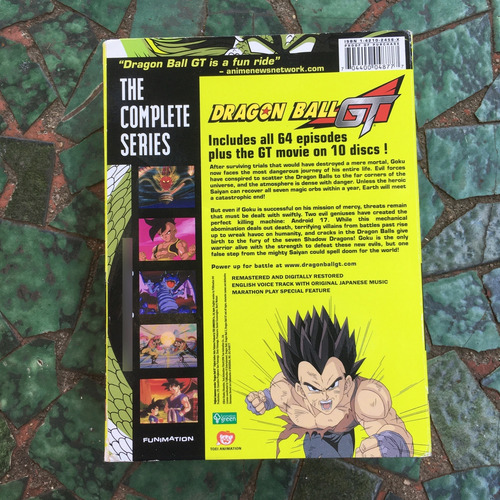 "Dragon Ball GT is a fun ride"
- animenewsnetwork.com
THE
COMPLETE
SERIES
ISBN 1-4210-2456-X
PROOF OF PURCHASE
DRAGON BALL GT
Includes all 64 episodes
plus the GT movie on 10 discs !
After surviving trials that would have destroyed a mere mortal, Goku
now faces the most dangerous journey of his entire life. Evil forces
have conspired to scatter the Dragon Balls to the far corners of the
universe, and the atmosphere is dense with danger. Unless the heroic
Saiyan can recover all seven magic orbs within a year, Earth will meet
a catastrophic end!
But even if Goku is successful on his mission of mercy, threats remain
that must be dealt with swiftly. Two evil geniuses have created the
perfect killing machine: Android 17. While this mechanical
abomination deals out death, terrifying villains from battles past rise
up to wreak havoc on humanity, and cracks in the Dragon Balls give
birth to the fury of the seven Shadow Dragons! Goku is the only
warrior alive with the strength to defeat these new evils, but one
false step from the mighty Saiyan could spell doom for the world!
Power up for battle at www.dragonballgt.com
REMASTERED AND DIGITALLY RESTORED
ENGLISH VOICE TRACK WITH ORIGINAL JAPANESE MUSIC
MARATHON PLAY SPECIAL FEATURE
FUNIMATION
green
TOEI ANIMATION